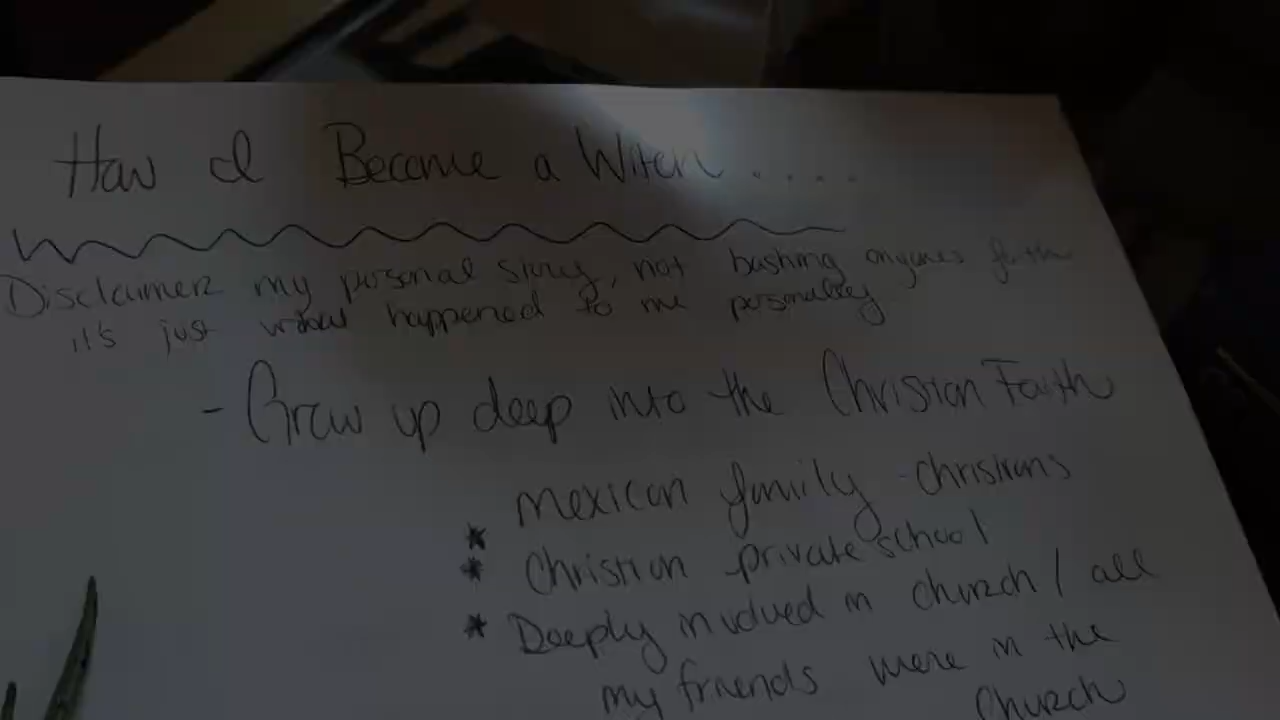 How I Became a Witch....
Disclaimer my personal story, not bashing anyones faith
it's just what happened to me personalley
- Grew up deep into the Christian Faith
mexican family - Christians
* Christian private school
* Deeply involved in church / all
my friends were in the
Church